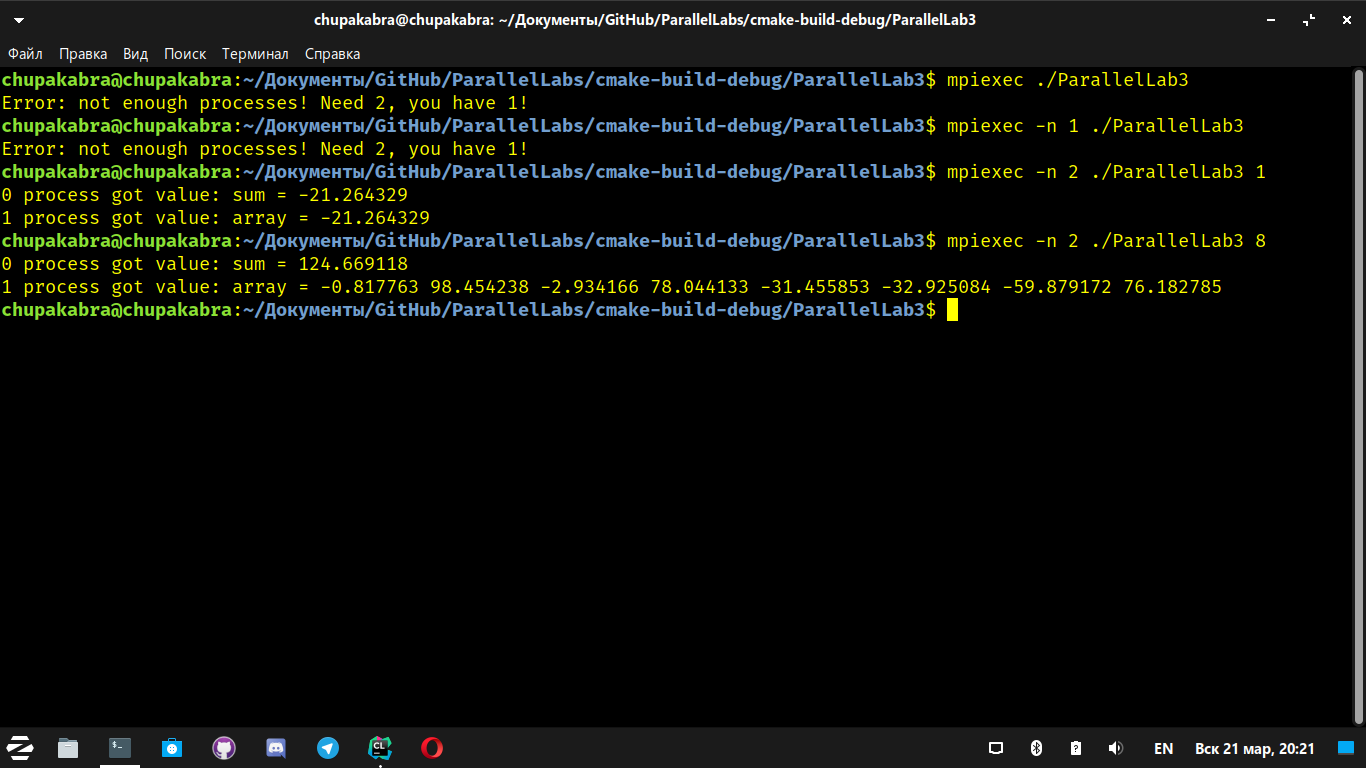 chupakabra@chupakabra: ~/Документы/GitHub/ParallelLabs/cmake-build-debug/ParallelLab3
Файл Правка Вид Поиск Терминал Справка
chupakabra@chupakabra:~/Документы/GitHub/ParallelLabs/cmake-build-debug/ParallelLab3$ mpiexec ./ParallelLab3
Error: not enough processes! Need 2, you have 1!
chupakabra@chupakabra:~/Документы/GitHub/ParallelLabs/cmake-build-debug/ParallelLab3$ mpiexec -n 1 ./ParallelLab3
Error: not enough processes! Need 2, you have 1!
chupakabra@chupakabra:~/Документы/GitHub/ParallelLabs/cmake-build-debug/ParallelLab3$ mpiexec -n 2 ./ParallelLab3 1
0 process got value: sum = -21.264329
1 process got value: array = -21.264329
chupakabra@chupakabra:~/Документы/GitHub/ParallelLabs/cmake-build-debug/ParallelLab3$ mpiexec -n 2 ./ParallelLab3 8
0 process got value: sum = 124.669118
1 process got value: array = -0.817763 98.454238 -2.934166 78.044133 -31.455853 -32.925084 -59.879172 76.182785
chupakabra@chupakabra:~/Документы/GitHub/ParallelLabs/cmake-build-debug/ParallelLab3$
$_ CL EN Вск 21 мар, 20:21